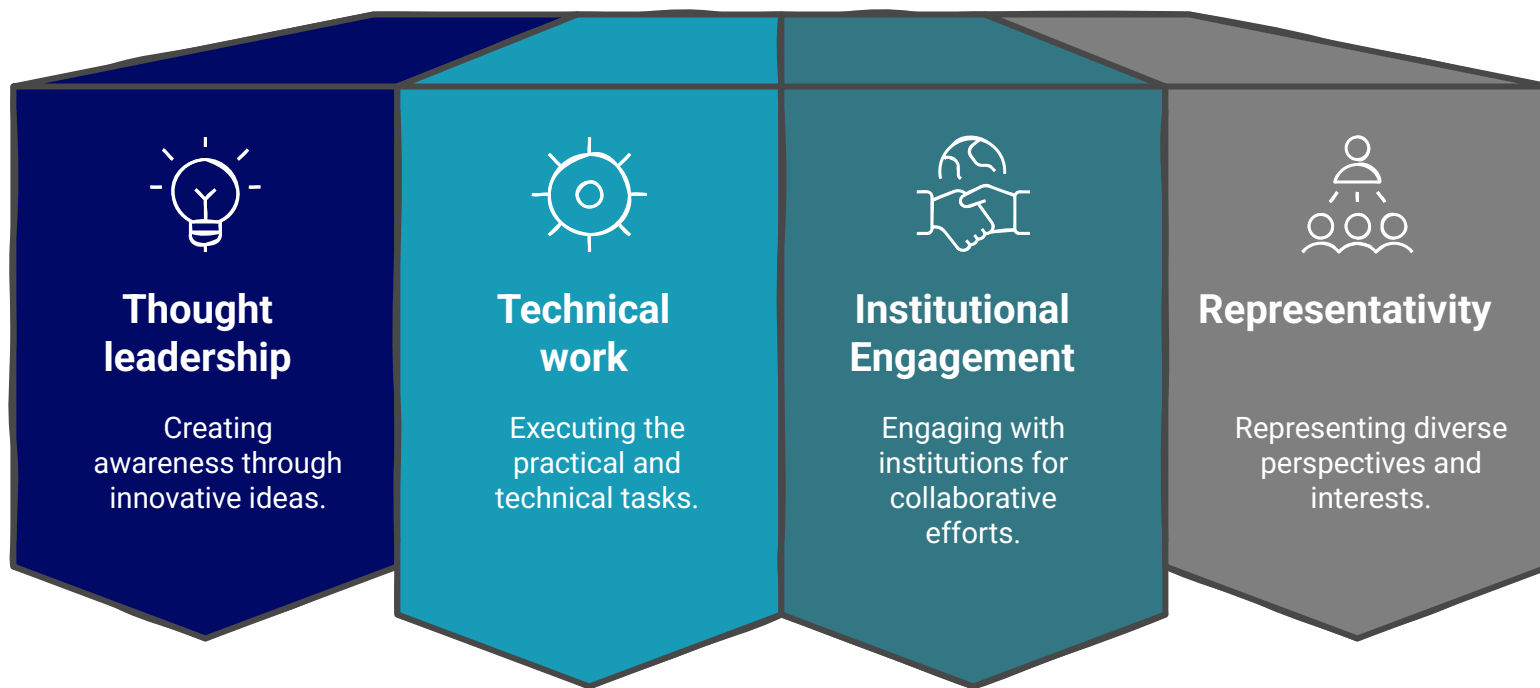 Thought
leadership
Creating
awareness through
innovative ideas.
Technical
work
Executing the
practical and
technical tasks.
Institutional
Engagement
Engaging with
institutions for
collaborative
efforts.
Representativity
Representing diverse
perspectives and
interests.